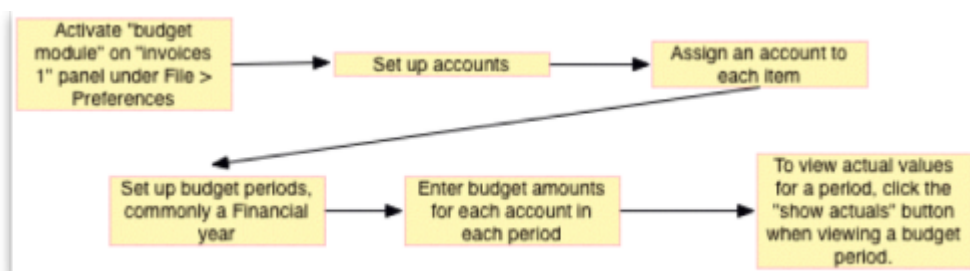 Activate "budget
module" on "invoices
1" panel under File >
Preferences
Set up accounts
Assign an account to
each item
Set up budget periods,
commonly a Financial
year
Enter budget amounts
for each account in
each period
To view actual values
for a period, click the
"show actuals" button
when viewing a budget
period.